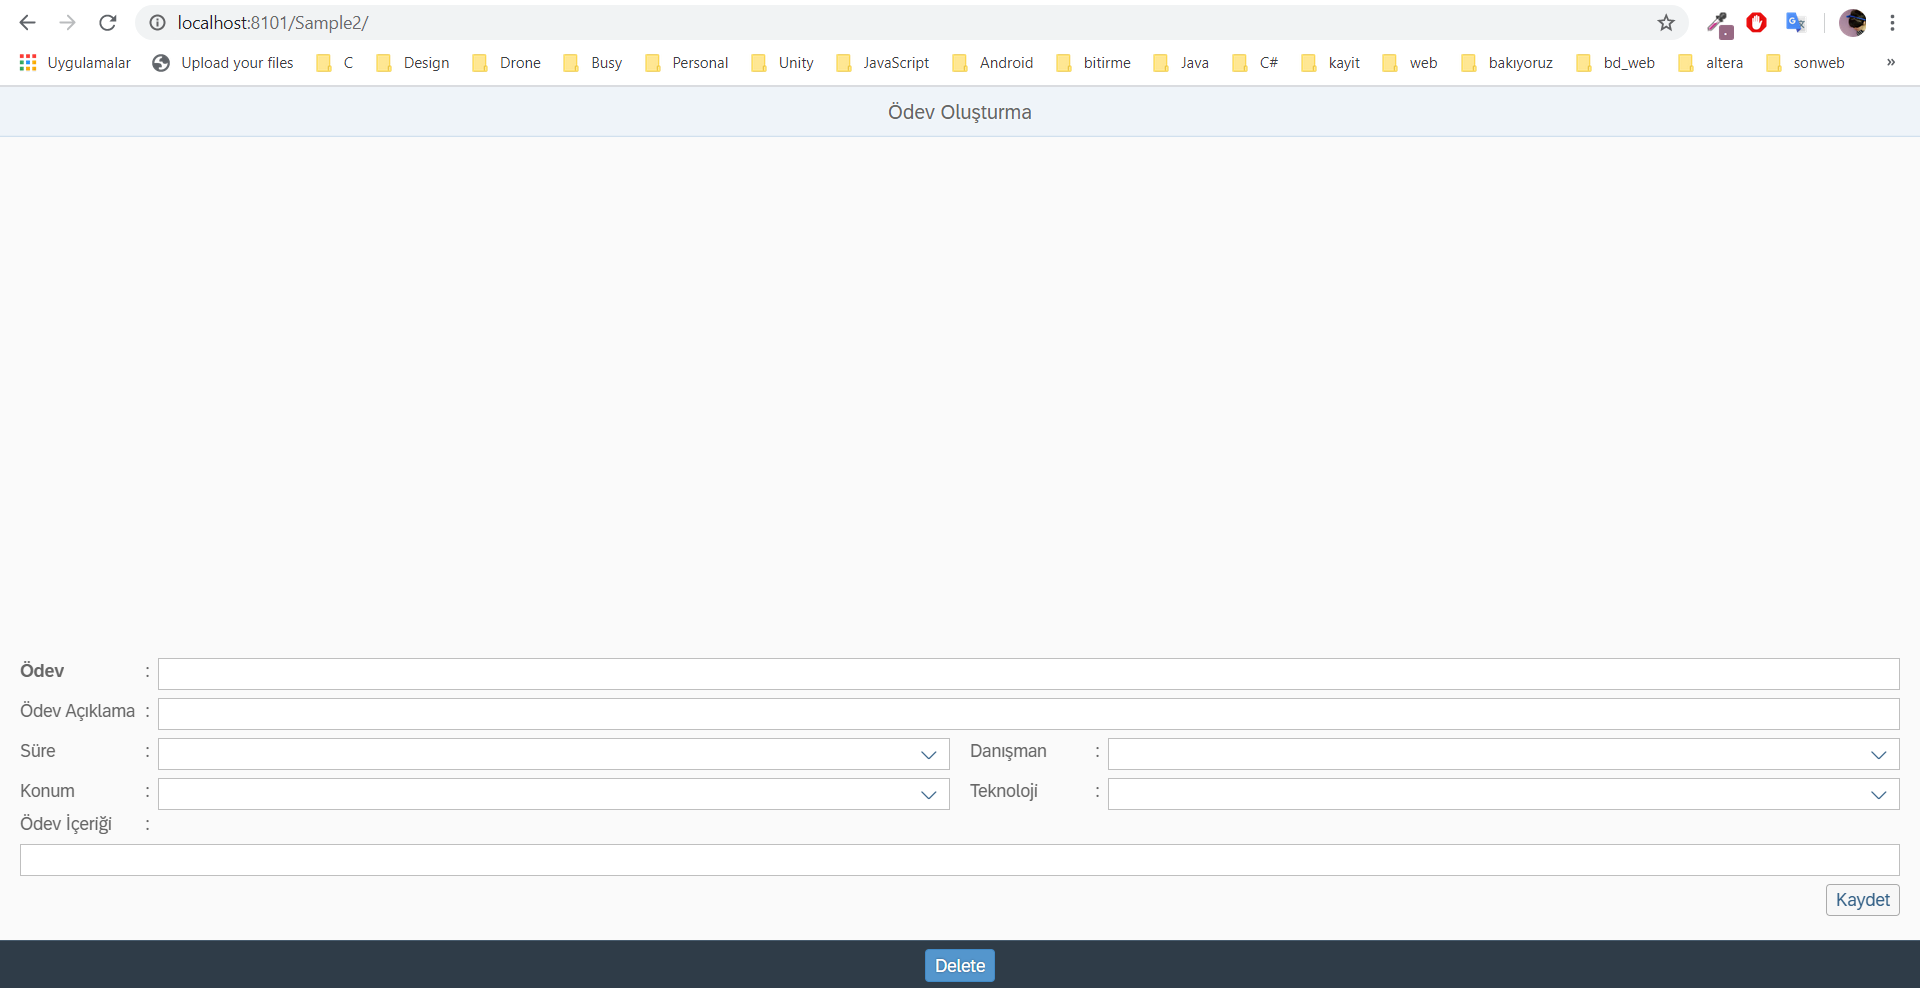 localhost:8101/Sample2/
Uygulamalar Upload your files C Design Drone Busy Personal Unity JavaScript Android bitirme Java C# kayit web bakıyoruz bd_web altera sonweb »
Ödev Oluşturma
Ödev :
Ödev Açıklama :
Süre : Danışman :
Konum : Teknoloji :
Ödev İçeriği :
Kaydet
Delete